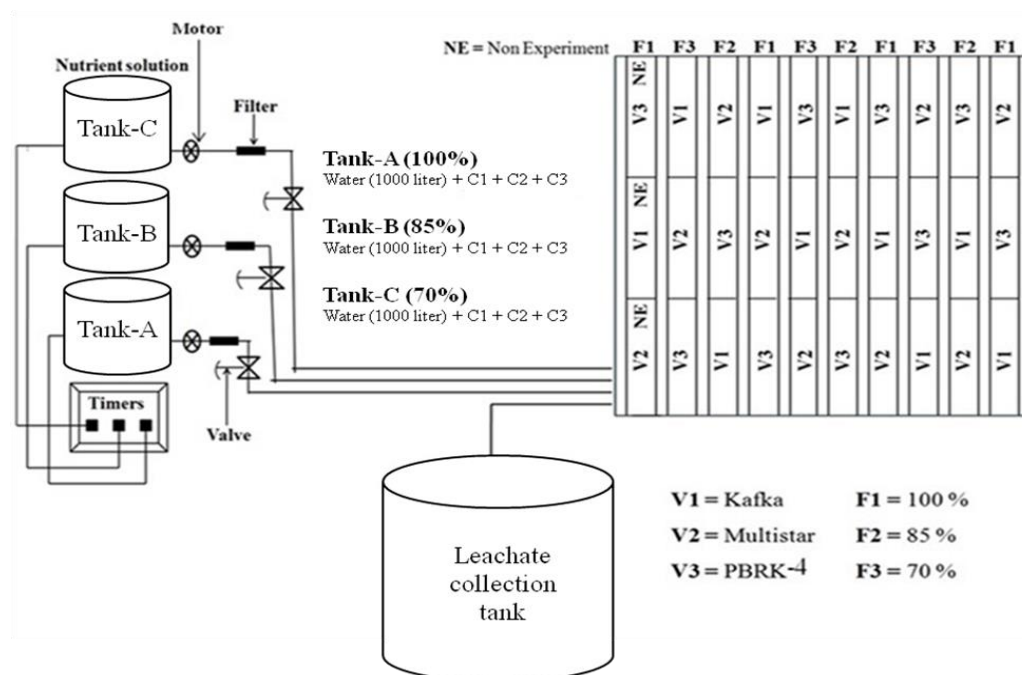 Motor
Nutrient solution
Tank-C
Filter
Tank-B
Tank-A
Timers
Valve
Tank-A (100%)
Water (1000 liter) + C1 + C2 + C3
Tank-B (85%)
Water (1000 liter) + C1 + C2 + C3
Tank-C (70%)
Water (1000 liter) + C1 + C2 + C3
NE = Non Experiment
F1 F3 F2 F1 F3 F2 F1 F3 F2 F1
NE
V3 V1 V2 V1 V3 V1 V3 V2 V3 V2
NE
V1 V2 V3 V2 V1 V2 V1 V3 V1 V3
NE
V2 V3 V1 V3 V2 V3 V2 V1 V2 V1
Leachate
collection
tank
V1 = Kafka
V2 = Multistar
V3 = PBRK-4
F1 = 100 %
F2 = 85 %
F3 = 70 %